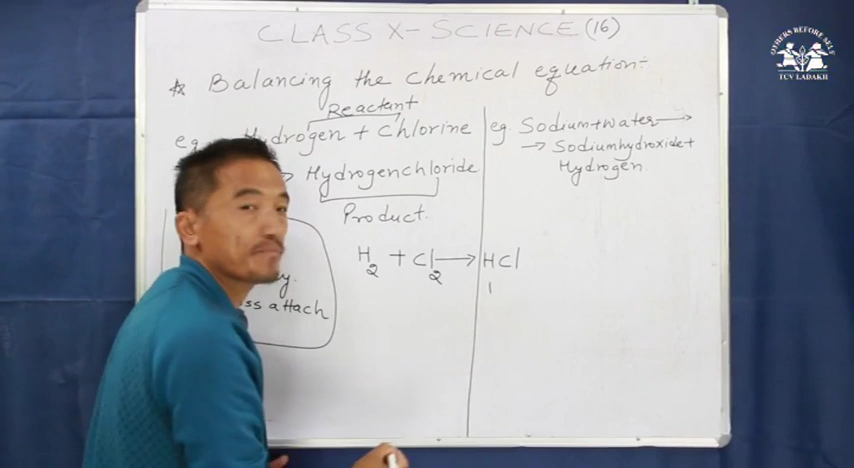 CLASS X- SCIENCE (16)
☆ Balancing the chemical equation:-
Reactant
eg. Hydrogen + Chlorine
Hydrogenchloride
Product.
H2 + Cl2 → HCl
1
y.
ss attach
eg. Sodium+water →
→ Sodiumhydroxide+
Hydrogen
OTHERS BEFORE SELF
TCV LADAKH